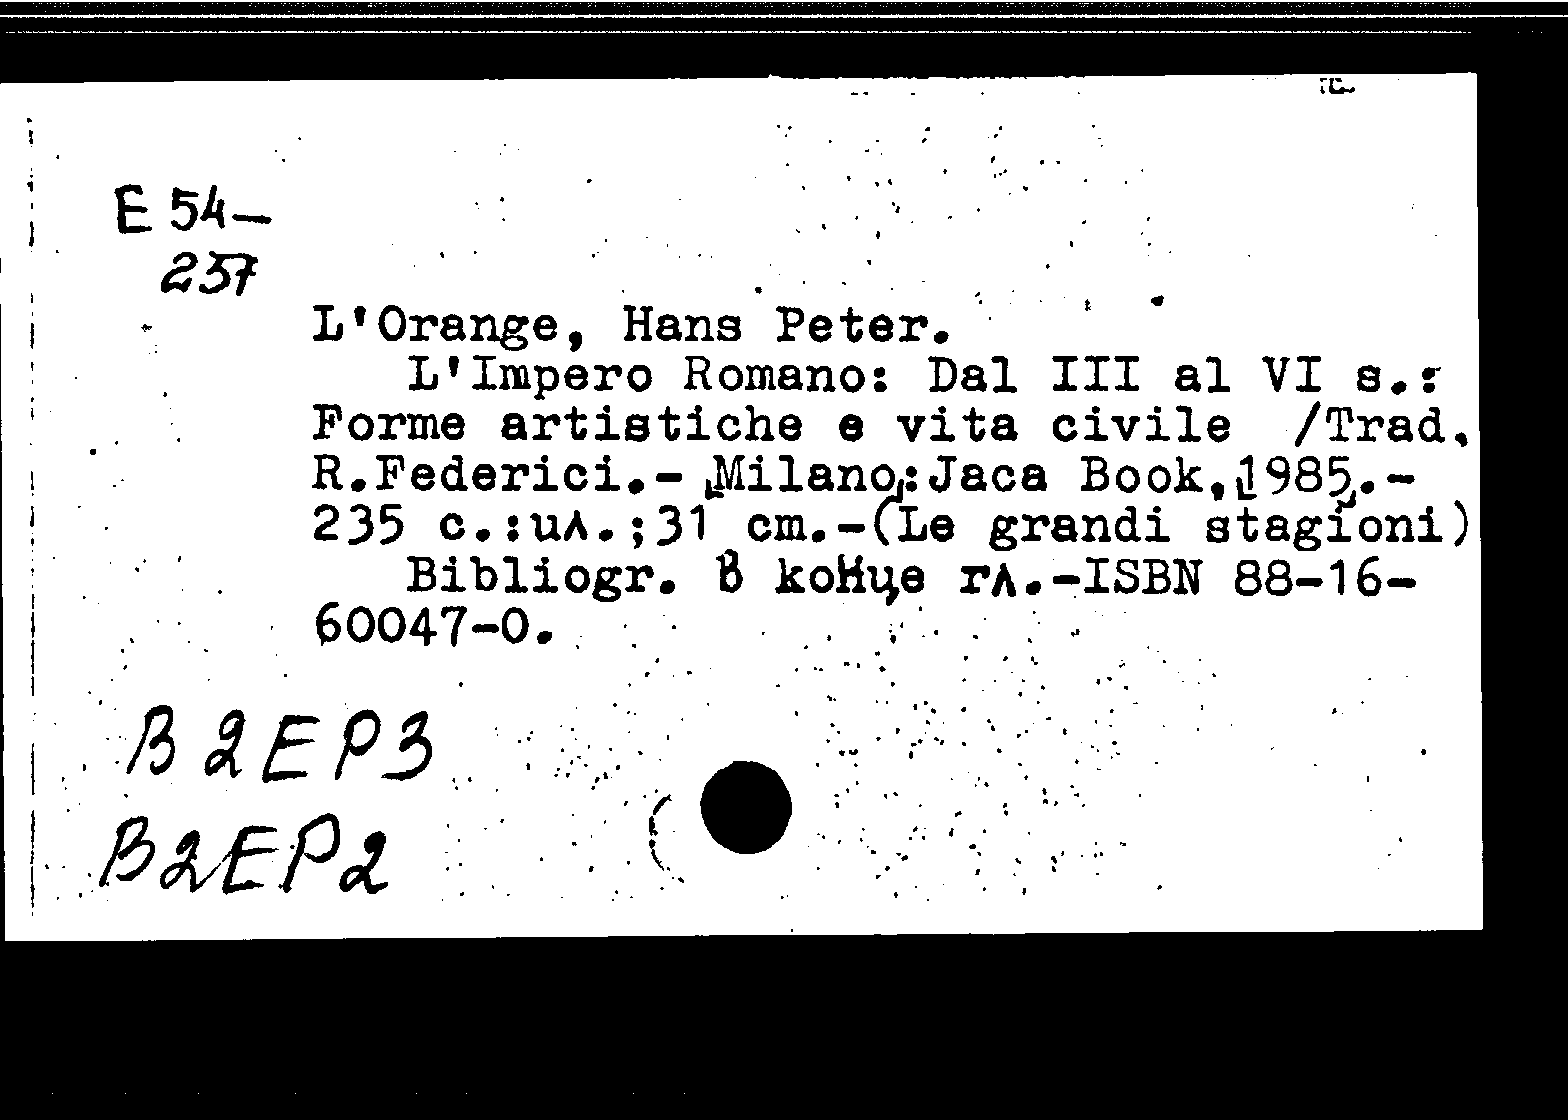 E 54-
237
L'Orange, Hans Peter.
L'Impero Romano: Dal III al VI s.:
Forme artistiche e vita civile /Trad.
R.Federici.- [Milano]:Jaca Book,[1985].-
235 с.:ил.;31 cm.-(Le grandi stagioni)
Bibliogr. в конце гл.-ISBN 88-16-
60047-0.
B2EP3
B2EP2